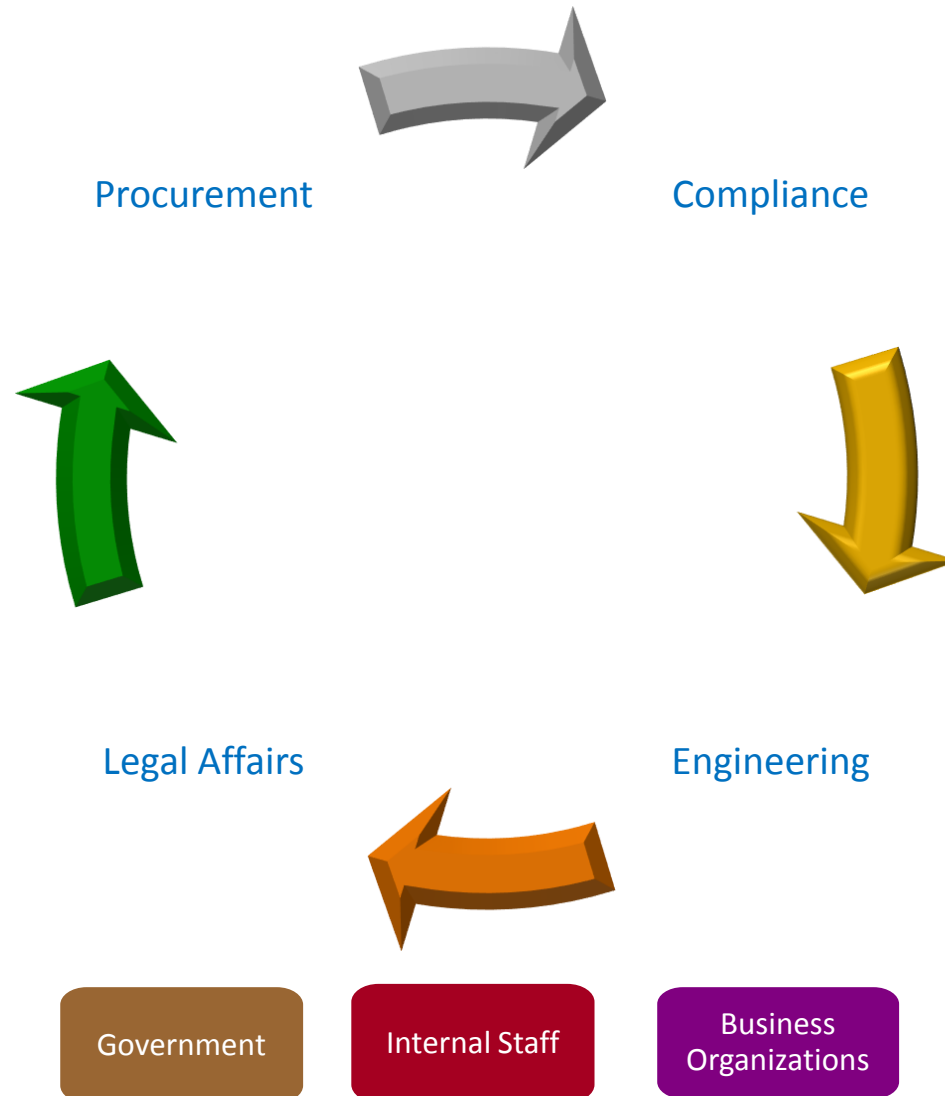 Procurement
Compliance
Legal Affairs
Engineering
Government
Internal Staff
Business
Organizations